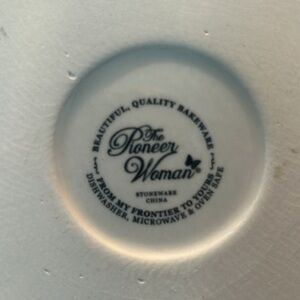 BEAUTIFUL, QUALITY BAKEWARE
The
Pioneer
Woman®
STONEWARE
CHINA
FROM MY FRONTIER TO YOURS
DISHWASHER, MICROWAVE & OVEN SAFE